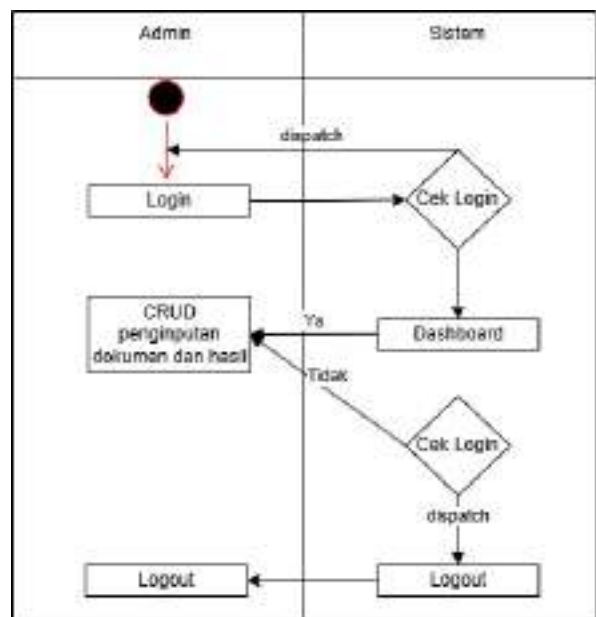 Admin
Sistem
dispatch
Login
Cek Login
CRUD
penginputan
dokumen dan hasil
Ya
Dashboard
Tidak
Cek Login
dispatch
Logout
Logout